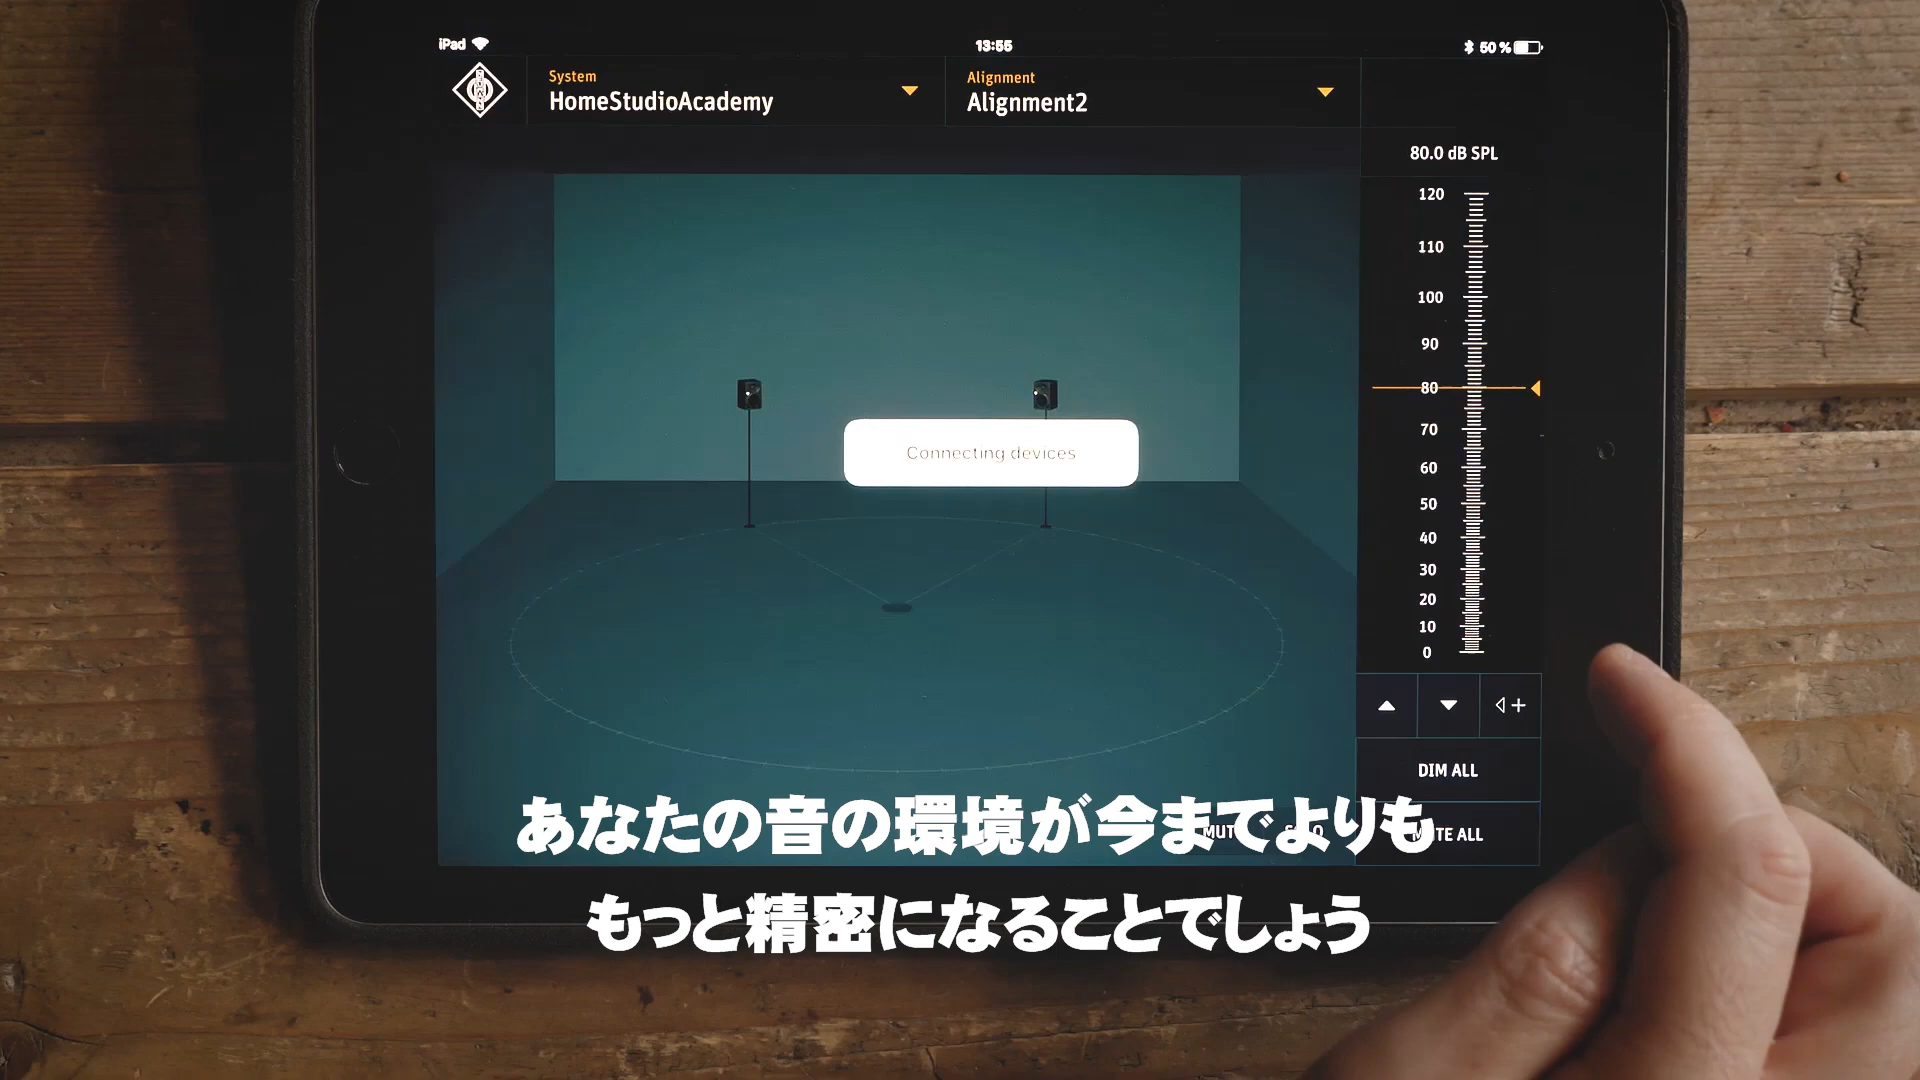 iPad
13:55
50 %
System
HomeStudioAcademy
Alignment
Alignment2
80.0 dB SPL
120
110
100
90
80
70
60
50
40
30
20
10
0
Connecting devices
DIM ALL
MUTE ALL
あなたの音の環境が今までよりも
もっと精密になることでしょう